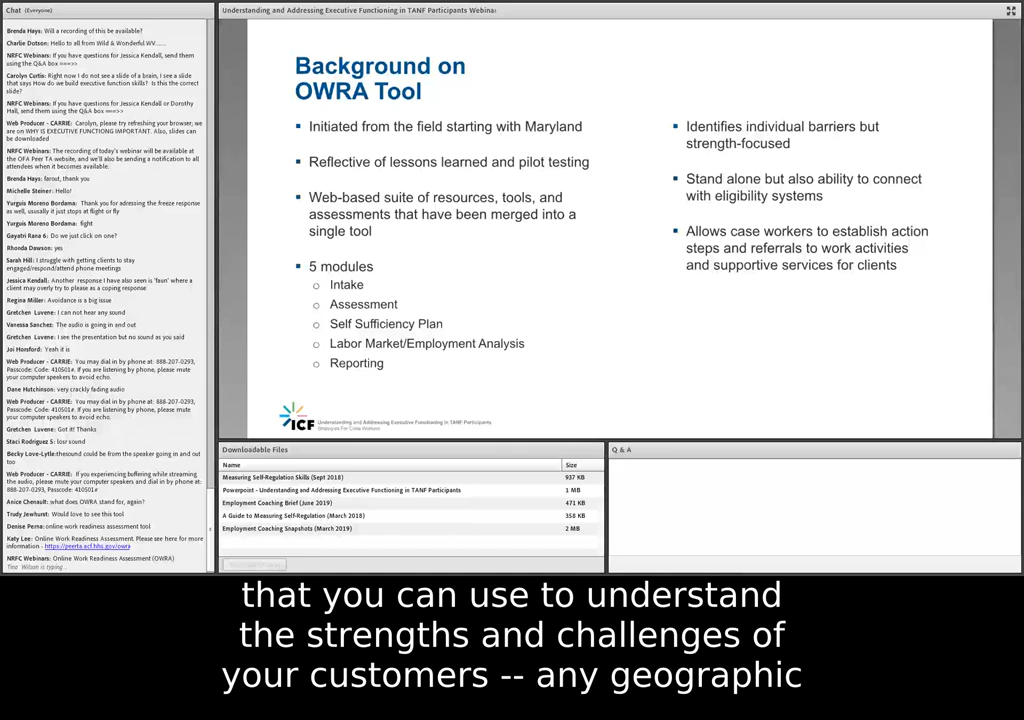 Chat (Everyone)
Brenda Hays: Will a recording of this be available?
Charlie Dotson: Hello to all from Wild & Wonderful WV......
NRFC Webinars: If you have questions for Jessica Kendall, send them
using the Q&A box ===>>
Carolyn Curtis: Right now I do not see a slide of a brain, I see a slide
that says How do we build executive function skills? Is this the correct
slide?
NRFC Webinars: If you have questions for Jessica Kendall or Dorothy
Hall, send them using the Q&A box ===>>
Web Producer - CARRIE: Carolyn, please try refreshing your browser; we
are on WHY IS EXECUTIVE FUNCTIONG IMPORTANT. Also, slides can
be downloaded
NRFC Webinars: The recording of today's webinar will be available at
the OFA Peer TA website, and we'll also be sending a notification to all
attendees when it becomes available.
Brenda Hays: farout, thank you
Michelle Steiner: Hello!
Yurguis Moreno Bordama: Thank you for adressing the freeze response
as well, ususally it just stops at flight or fly
Yurguis Moreno Bordama: fight
Gayatri Rana 6: Do we just click on one?
Rhonda Dawson: yes
Sarah Hill: I struggle with getting clients to stay
engaged/respond/attend phone meetings
Jessica Kendall: Another response I have also seen is 'faun' where a
client may overly try to please as a coping response
Regina Miller: Avoidance is a big issue
Gretchen Luvene: I can not hear any sound
Vanessa Sanchez: The audio is going in and out
Gretchen Luvene: I see the presentation but no sound as you said
Joi Horsford: Yeah it is
Web Producer - CARRIE: You may dial in by phone at: 888-207-0293,
Passcode: Code: 410501#. If you are listening by phone, please mute
your computer speakers to avoid echo.
Dane Hutchinson: very crackly fading audio
Web Producer - CARRIE: You may dial in by phone at: 888-207-0293,
Passcode: Code: 410501#. If you are listening by phone, please mute
your computer speakers to avoid echo.
Gretchen Luvene: Got it! Thanks
Staci Rodriguez 5: losr sound
Becky Love-Lytle:thesound could be from the speaker going in and out
too
Web Producer - CARRIE: If you experiencing buffering while streaming
the audio, please mute your computer speakers and dial in by phone at:
888-207-0293, Passcode: 410501#
Anice Chenault: what does OWRA stand for, again?
Trudy Jewhurst: Would love to see this tool
Denise Perna: online work readiness assessment tool
Katy Lee: Online Work Readiness Assessment. Please see here for more
information - https://peerta.acf.hhs.gov/owra
NRFC Webinars: Online Work Readiness Assessment (OWRA)
Tina Wilson is typing...
Understanding and Addressing Executive Functioning in TANF Participants Webinar
Background on
OWRA Tool
▪ Initiated from the field starting with Maryland
▪ Reflective of lessons learned and pilot testing
▪ Web-based suite of resources, tools, and
assessments that have been merged into a
single tool
▪ 5 modules
o Intake
o Assessment
o Self Sufficiency Plan
o Labor Market/Employment Analysis
o Reporting
▪ Identifies individual barriers but
strength-focused
▪ Stand alone but also ability to connect
with eligibility systems
▪ Allows case workers to establish action
steps and referrals to work activities
and supportive services for clients
ICF
Understanding and Addressing Executive Functioning in TANF Participants
Strategies For Case Workers
Downloadable Files
Name Size
Measuring Self-Regulation Skills (Sept 2018) 937 KB
Powerpoint - Understanding and Addressing Executive Functioning in TANF Participants 1 MB
Employment Coaching Brief (June 2019) 471 KB
A Guide to Measuring Self-Regulation (March 2018) 358 KB
Employment Coaching Snapshots (March 2019) 2 MB
Q & A
that you can use to understand
the strengths and challenges of
your customers -- any geographic